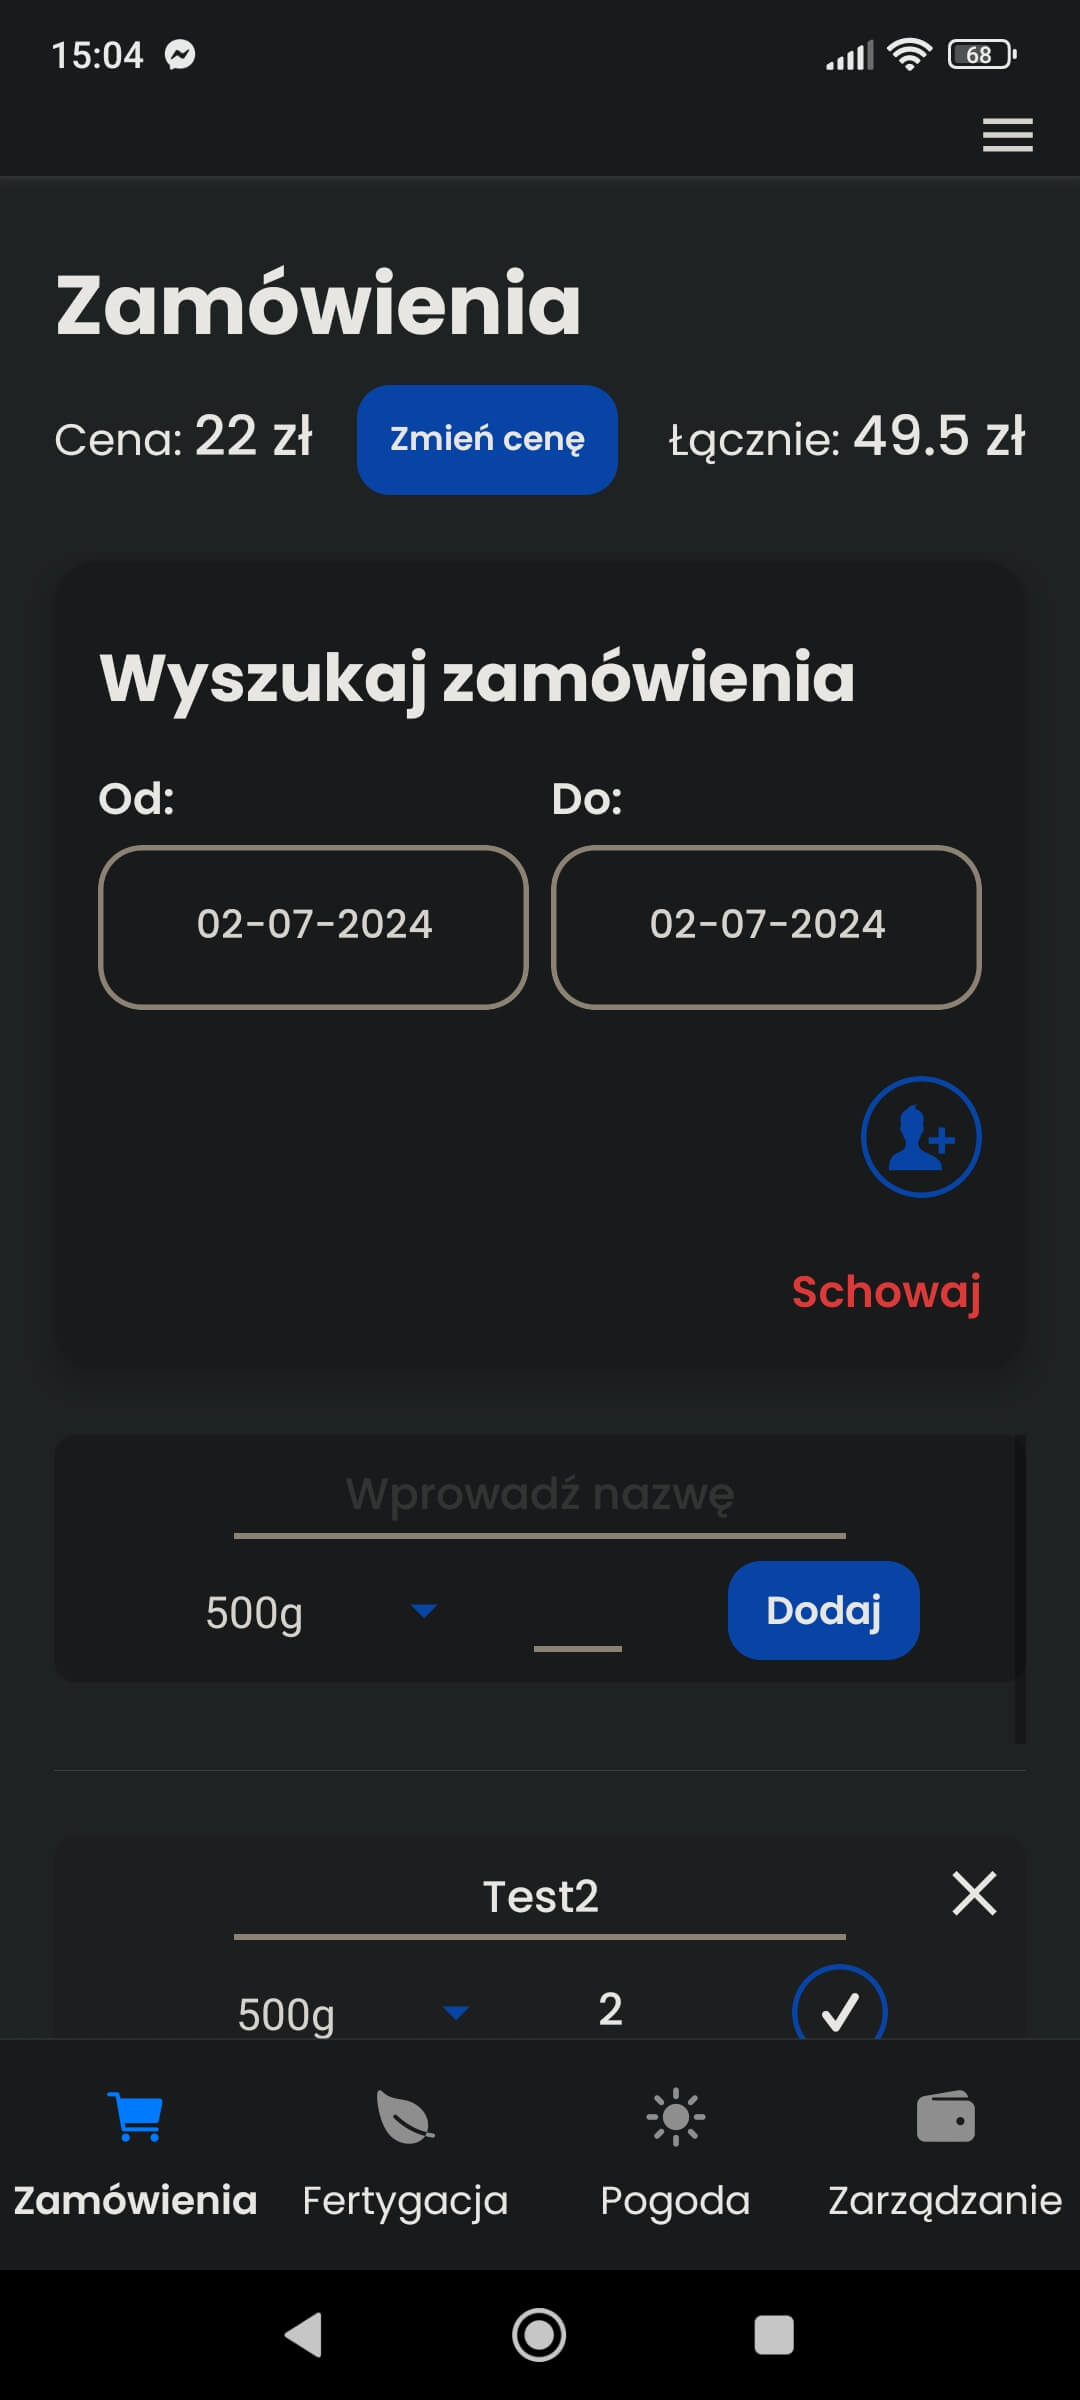 15:04
68
Zamówienia
Cena: 22 zł
Zmień cenę
Łącznie: 49.5 zł
Wyszukaj zamówienia
Od:
Do:
02-07-2024
02-07-2024
Schowaj
Wprowadź nazwę
500g
Dodaj
Test2
500g
2
Zamówienia
Fertygacja
Pogoda
Zarządzanie